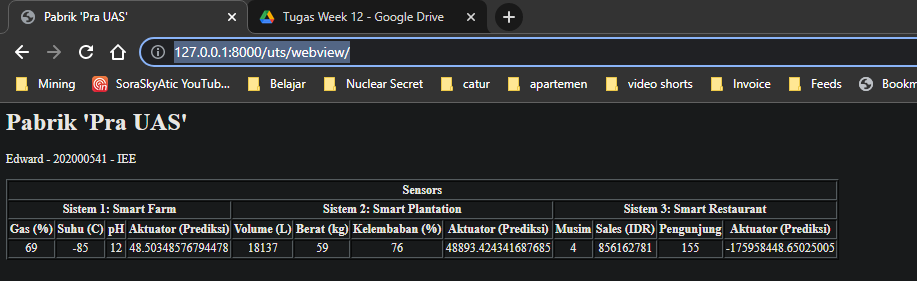 Pabrik 'Pra UAS'
Tugas Week 12 - Google Drive
127.0.0.1:8000/uts/webview/
Mining SoraSkyAtic YouTub... Belajar Nuclear Secret catur apartemen video shorts Invoice Feeds Bookm
Pabrik 'Pra UAS'
Edward - 202000541 - IEE
Sensors
Sistem 1: Smart Farm Sistem 2: Smart Plantation Sistem 3: Smart Restaurant
Gas (%) Suhu (C) pH Aktuator (Prediksi) Volume (L) Berat (kg) Kelembaban (%) Aktuator (Prediksi) Musim Sales (IDR) Pengunjung Aktuator (Prediksi)
69 -85 12 48.50348576794478 18137 59 76 48893.424341687685 4 856162781 155 -175958448.65025005